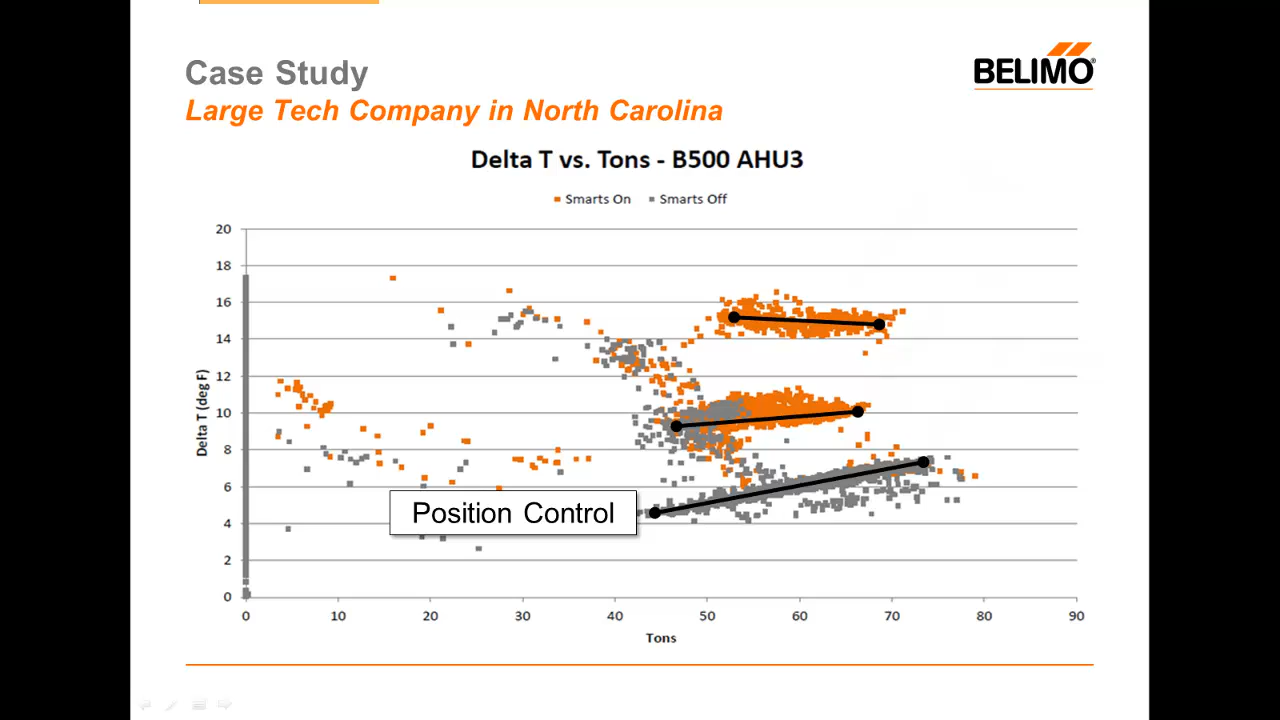 Case Study
BELIMO®
Large Tech Company in North Carolina
Delta T vs. Tons - B500 AHU3
Smarts On Smarts Off
20
18
16
14
12
10
8
6
4
2
0
Delta T (deg F)
Position Control
0 10 20 30 40 50 60 70 80 90
Tons